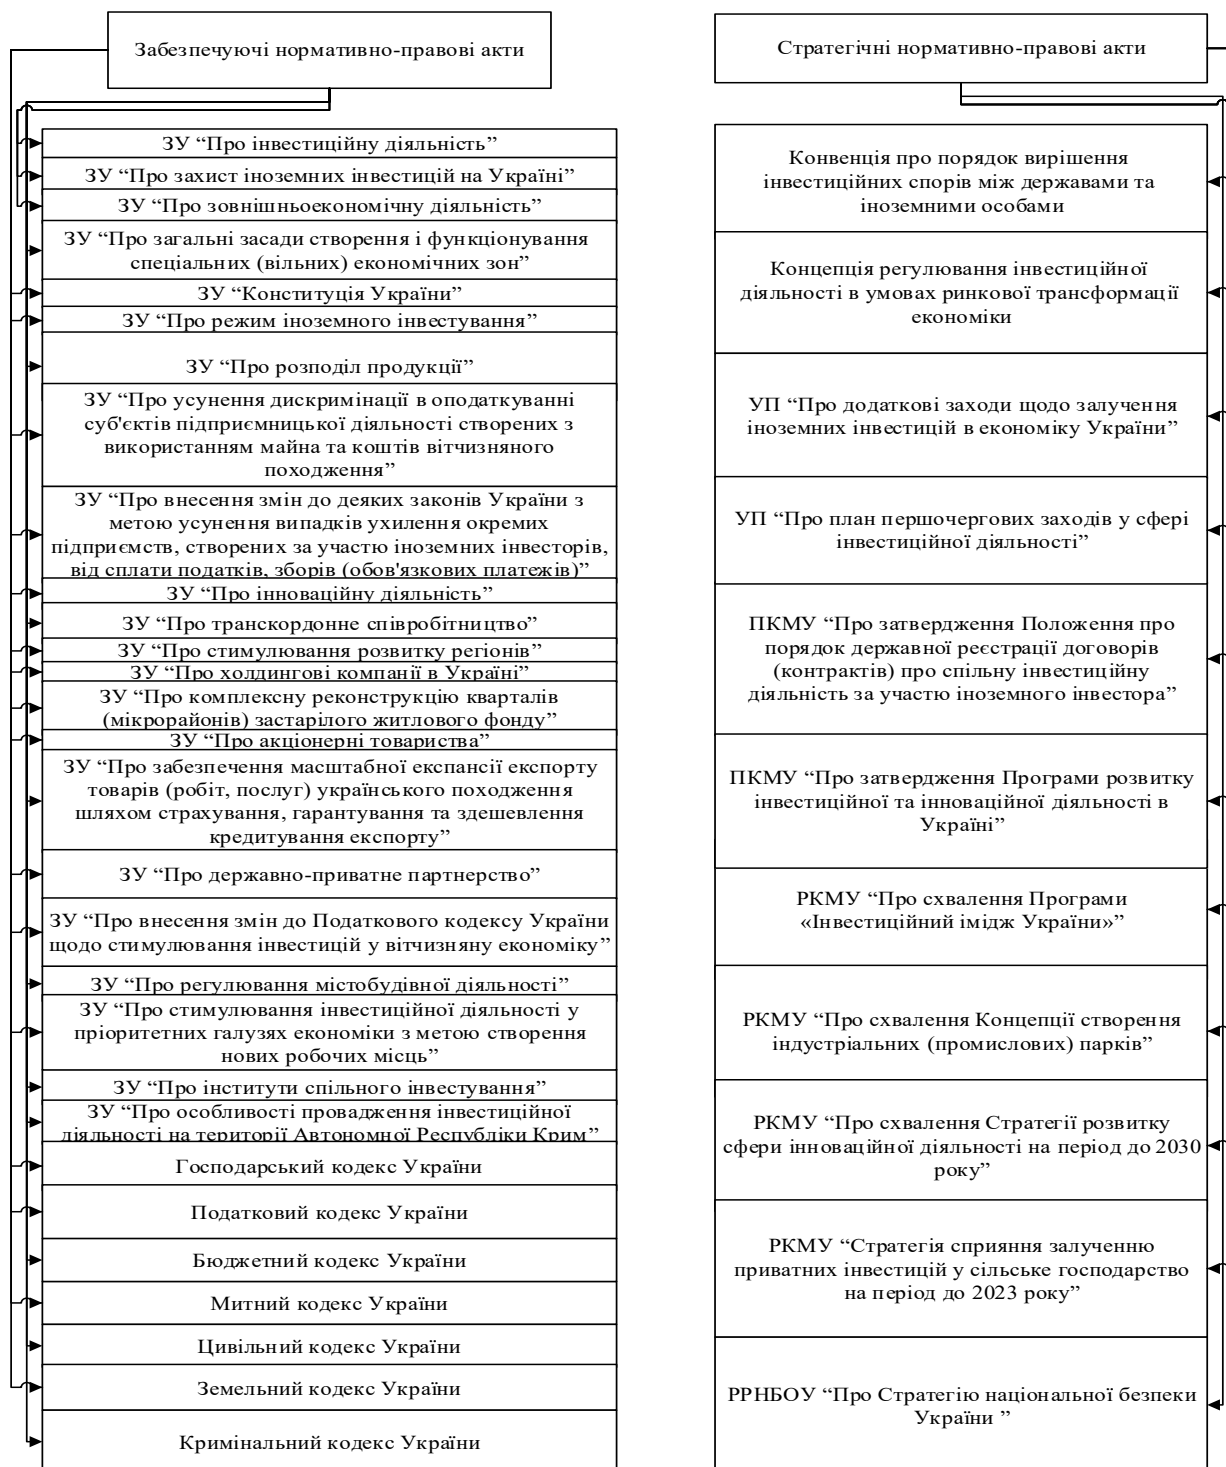 Забезпечуючі нормативно-правові акти
ЗУ “Про інвестиційну діяльність”
ЗУ “Про захист іноземних інвестицій на Україні”
ЗУ “Про зовнішньоекономічну діяльність”
ЗУ “Про загальні засади створення і функціонування
спеціальних (вільних) економічних зон”
ЗУ “Конституція України”
ЗУ “Про режим іноземного інвестування”
ЗУ “Про розподіл продукції”
ЗУ “Про усунення дискримінації в оподаткуванні
суб'єктів підприємницької діяльності створених з
використанням майна та коштів вітчизняного
походження”
ЗУ “Про внесення змін до деяких законів України з
метою усунення випадків ухилення окремих
підприємств, створених за участю іноземних інвесторів,
від сплати податків, зборів (обов'язкових платежів)”
ЗУ “Про інноваційну діяльність”
ЗУ “Про транскордонне співробітництво”
ЗУ “Про стимулювання розвитку регіонів”
ЗУ “Про холдингові компанії в Україні”
ЗУ “Про комплексну реконструкцію кварталів
(мікрорайонів) застарілого житлового фонду”
ЗУ “Про акціонерні товариства”
ЗУ “Про забезпечення масштабної експансії експорту
товарів (робіт, послуг) українського походження
шляхом страхування, гарантування та здешевлення
кредитування експорту”
ЗУ “Про державно-приватне партнерство”
ЗУ “Про внесення змін до Податкового кодексу України
щодо стимулювання інвестицій у вітчизняну економіку”
ЗУ “Про регулювання містобудівної діяльності”
ЗУ “Про стимулювання інвестиційної діяльності у
пріоритетних галузях економіки з метою створення
нових робочих місць”
ЗУ “Про інститути спільного інвестування”
ЗУ “Про особливості провадження інвестиційної
діяльності на території Автономної Республіки Крим”
Господарський кодекс України
Податковий кодекс України
Бюджетний кодекс України
Митний кодекс України
Цивільний кодекс України
Земельний кодекс України
Кримінальний кодекс України
Стратегічні нормативно-правові акти
Конвенція про порядок вирішення
інвестиційних спорів між державами та
іноземними особами
Концепція регулювання інвестиційної
діяльності в умовах ринкової трансформації
економіки
УП “Про додаткові заходи щодо залучення
іноземних інвестицій в економіку України”
УП “Про план першочергових заходів у сфері
інвестиційної діяльності”
ПКМУ “Про затвердження Положення про
порядок державної реєстрації договорів
(контрактів) про спільну інвестиційну
діяльність за участю іноземного інвестора”
ПКМУ “Про затвердження Програми розвитку
інвестиційної та інноваційної діяльності в
Україні”
РКМУ “Про схвалення Програми
«Інвестиційний імідж України»”
РКМУ “Про схвалення Концепції створення
індустріальних (промислових) парків”
РКМУ “Про схвалення Стратегії розвитку
сфери інноваційної діяльності на період до 2030
року”
РКМУ “Стратегія сприяння залученню
приватних інвестицій у сільське господарство
на період до 2023 року”
РРНБОУ “Про Стратегію національної безпеки
України ”